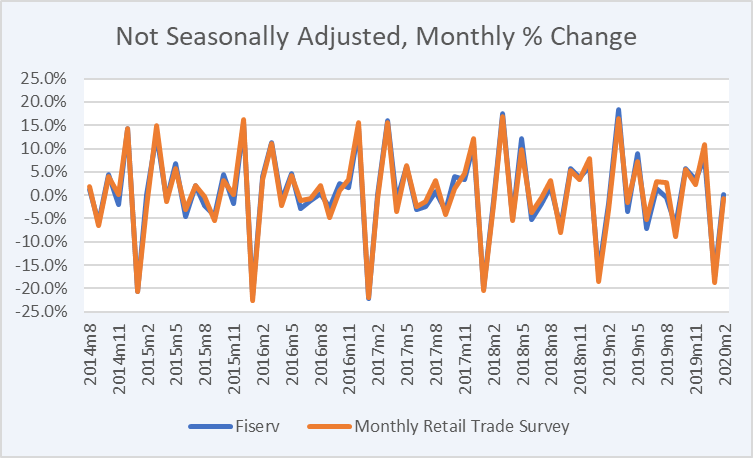 Not Seasonally Adjusted, Monthly % Change
25.0%
20.0%
15.0%
10.0%
5.0%
0.0%
-5.0%
-10.0%
-15.0%
-20.0%
-25.0%
2014m8
2014m11
2015m2
2015m5
2015m8
2015m11
2016m2
2016m5
2016m8
2016m11
2017m2
2017m5
2017m8
2017m11
2018m2
2018m5
2018m8
2018m11
2019m2
2019m5
2019m8
2019m11
2020m2
Fiserv
Monthly Retail Trade Survey